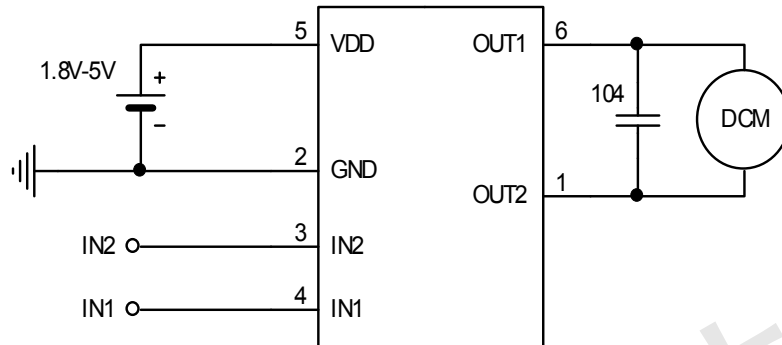 5 VDD OUT1 6
1.8V-5V +
−
104 DCM
2 GND
OUT2 1
IN2 3 IN2
IN1 4 IN1